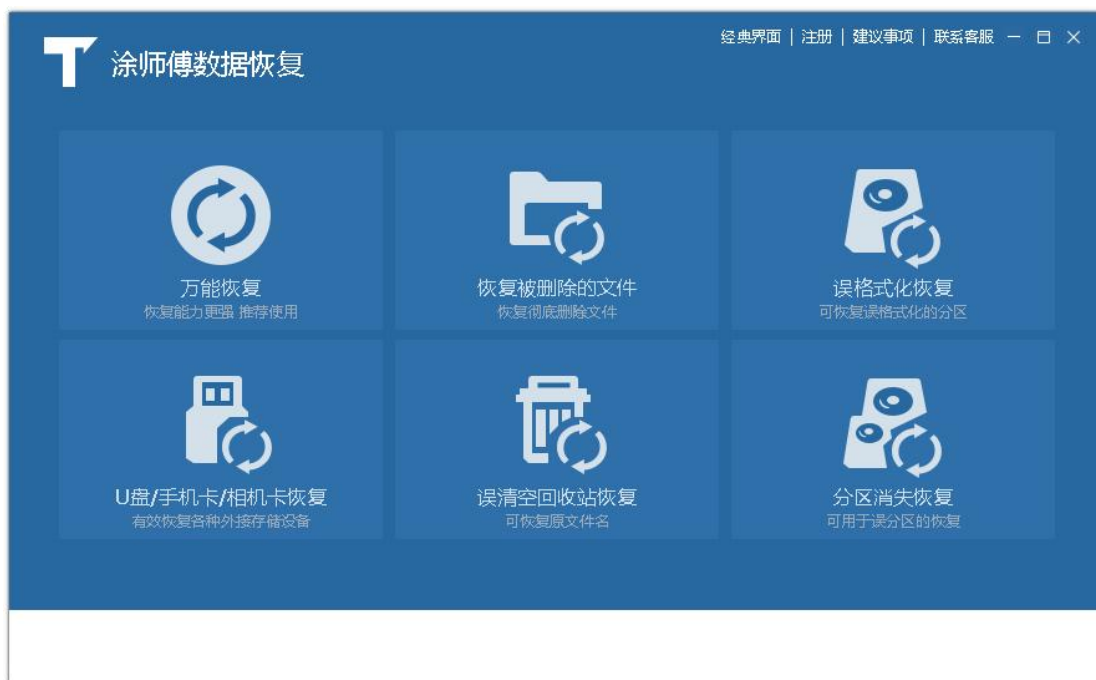 经典界面 | 注册 | 建议事项 | 联系客服
涂师傅数据恢复
万能恢复
恢复能力更强 推荐使用
恢复被删除的文件
恢复彻底删除文件
误格式化恢复
可恢复误格式化的分区
U盘/手机卡/相机卡恢复
有效恢复各种外接存储设备
误清空回收站恢复
可恢复原文件名
分区消失恢复
可用于误分区的恢复